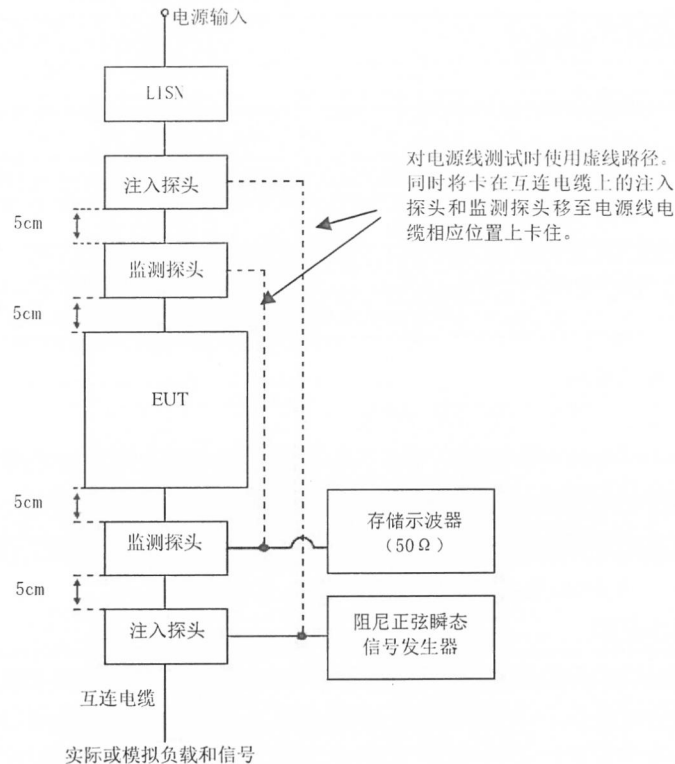 电源输入
LISN
注入探头
5cm
监测探头
5cm
对电源线测试时使用虚线路径。
同时将卡在互连电缆上的注入
探头和监测探头移至电源线电
缆相应位置上卡住。
EUT
5cm
监测探头
存储示波器
(50Ω)
5cm
注入探头
阻尼正弦瞬态
信号发生器
互连电缆
实际或模拟负载和信号